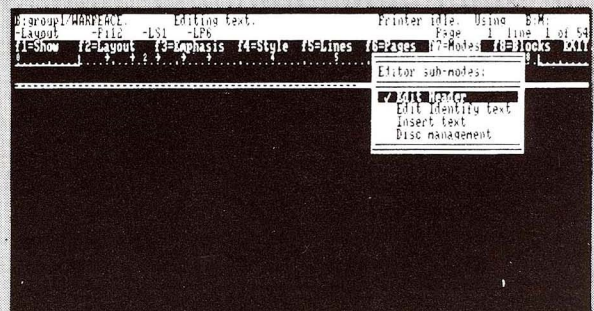 B:group1/WARPEACE. Editing text. Printer idle. Using B:M:
-Layout -Pi12 -LS1 -LP6 Page 1 line 1 of 54
f1=Show f2=Layout f3=Emphasis f4=Style f5=Lines f6=Pages f7=Modes f8=Blocks EXIT
Editor sub-modes:
✓ Edit Header
Edit Identify text
Insert text
Disc management